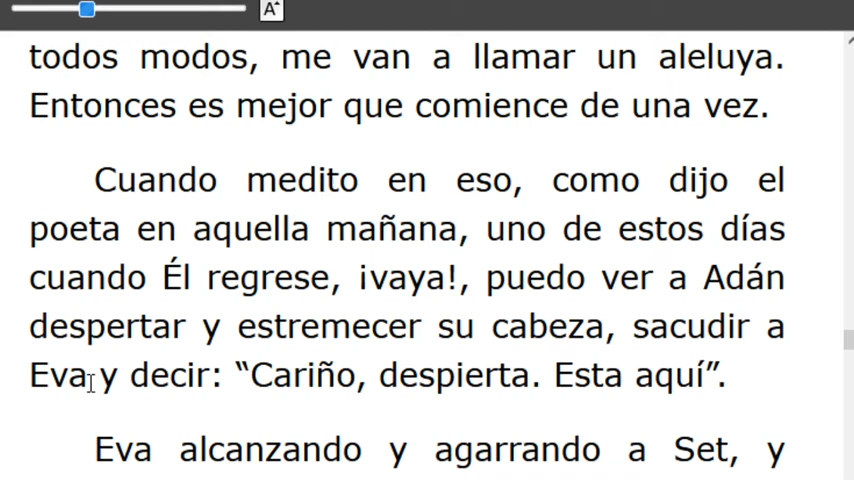 A
todos modos, me van a llamar un aleluya.
Entonces es mejor que comience de una vez.
Cuando medito en eso, como dijo el
poeta en aquella mañana, uno de estos días
cuando Él regrese, ¡vaya!, puedo ver a Adán
despertar y estremecer su cabeza, sacudir a
Eva y decir: “Cariño, despierta. Esta aquí”.
Eva alcanzando y agarrando a Set, y